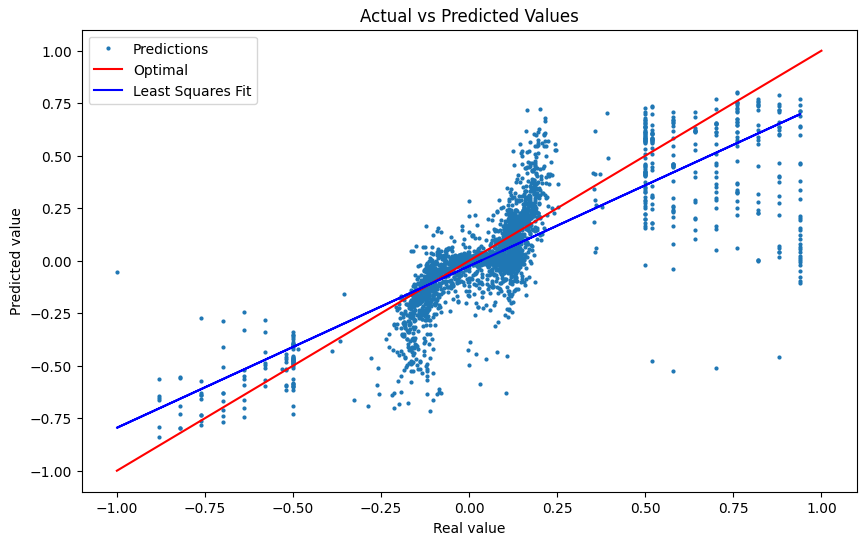 Actual vs Predicted Values
Predictions
Optimal
Least Squares Fit
1.00
0.75
0.50
0.25
0.00
−0.25
−0.50
−0.75
−1.00
Predicted value
−1.00 −0.75 −0.50 −0.25 0.00 0.25 0.50 0.75 1.00
Real value